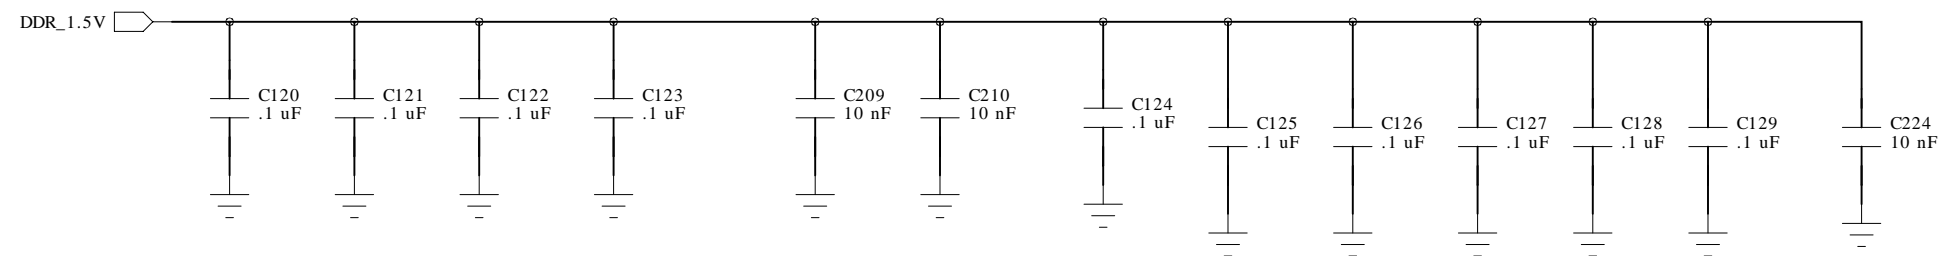 DDR_1.5V
C120
.1 uF
C121
.1 uF
C122
.1 uF
C123
.1 uF
C209
10 nF
C210
10 nF
C124
.1 uF
C125
.1 uF
C126
.1 uF
C127
.1 uF
C128
.1 uF
C129
.1 uF
C224
10 nF